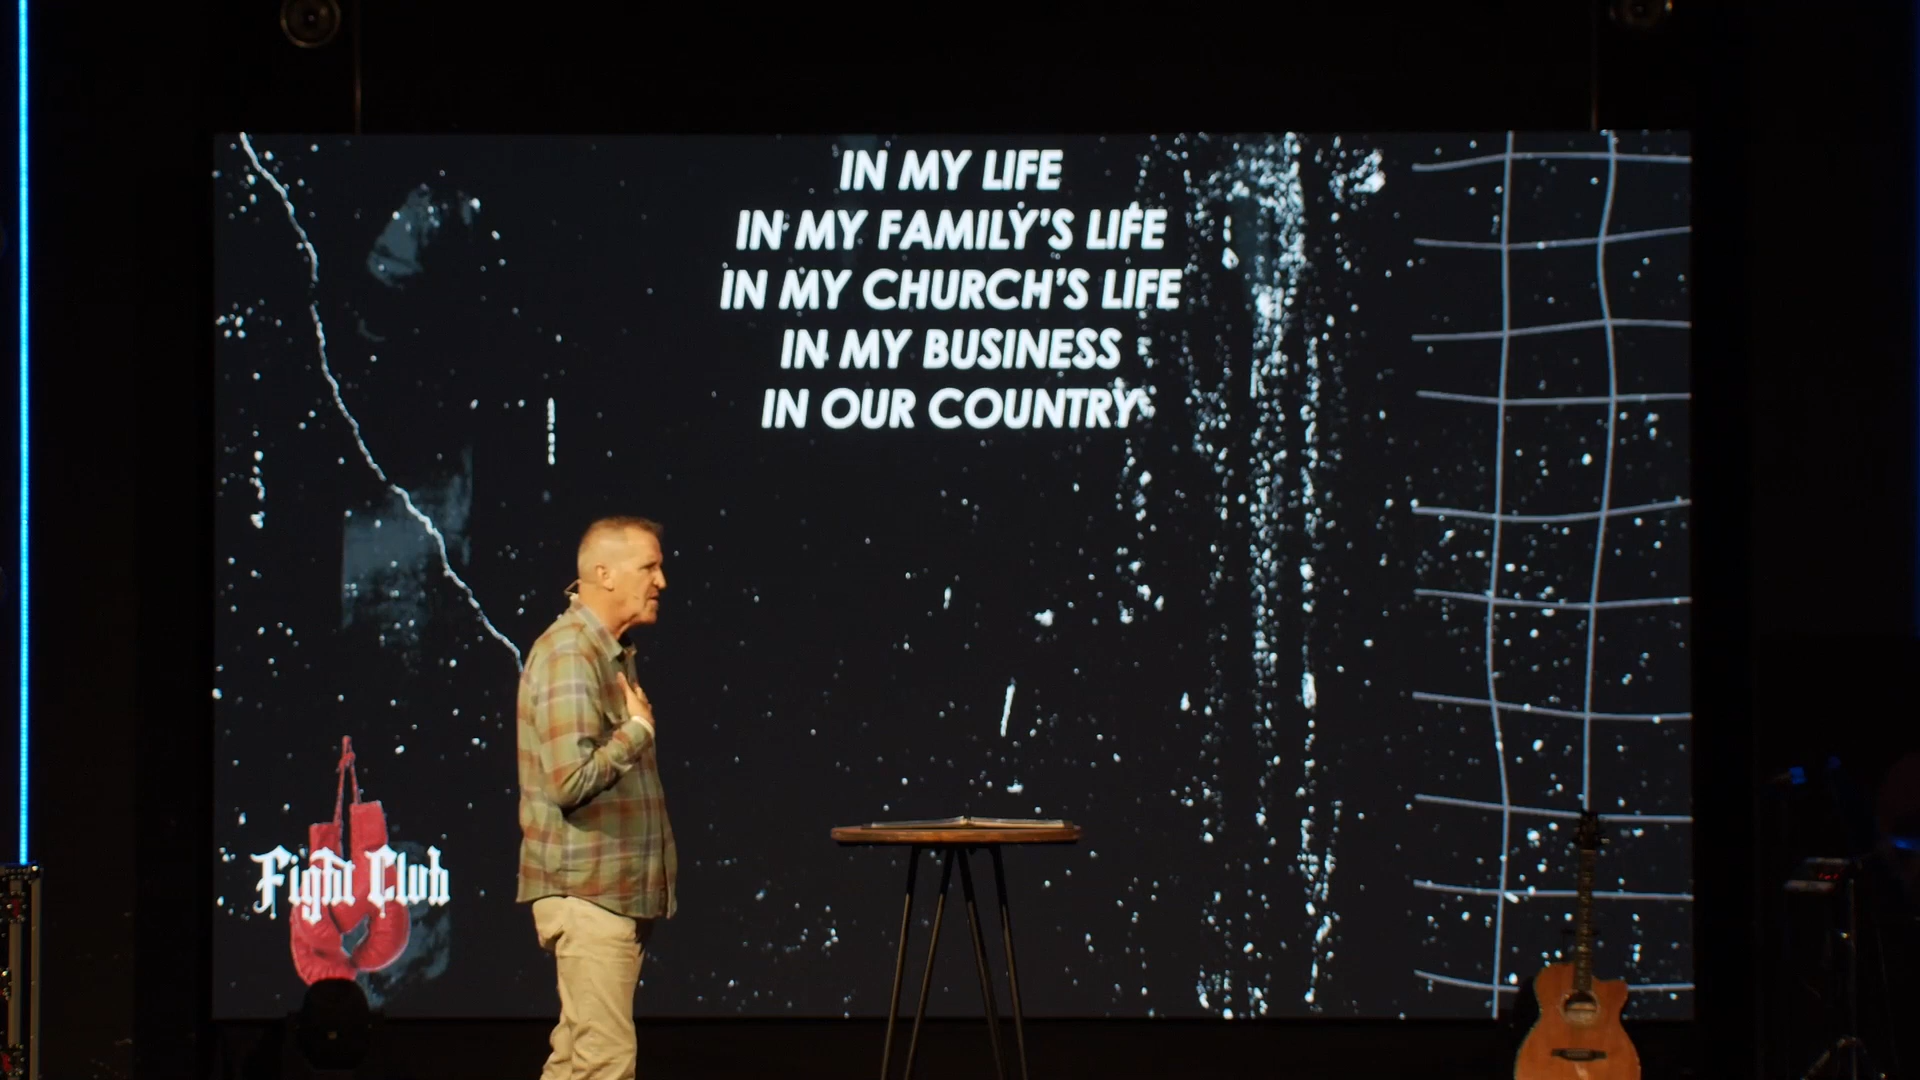 IN MY LIFE
IN MY FAMILY'S LIFE
IN MY CHURCH'S LIFE
IN MY BUSINESS
IN OUR COUNTRY
Fight Club